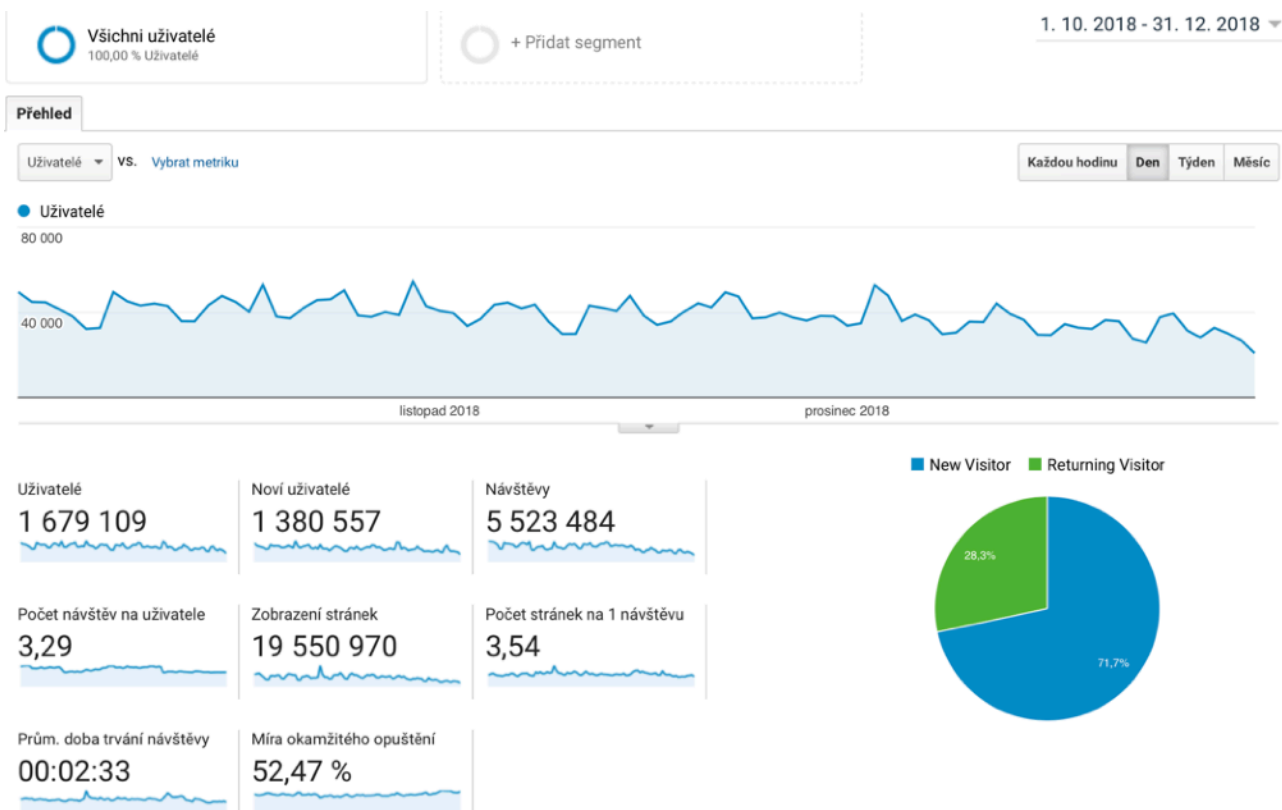 Všichni uživatelé
100,00 % Uživatelé
+ Přidat segment
1. 10. 2018 - 31. 12. 2018
Přehled
Uživatelé VS. Vybrat metriku
Každou hodinu Den Týden Měsíc
Uživatelé
80 000
40 000
listopad 2018 prosinec 2018
New Visitor Returning Visitor
28,3%
71,7%
Uživatelé Noví uživatelé Návštěvy
1 679 109 1 380 557 5 523 484
Počet návštěv na uživatele Zobrazení stránek Počet stránek na 1 návštěvu
3,29 19 550 970 3,54
Prům. doba trvání návštěvy Míra okamžitého opuštění
00:02:33 52,47 %